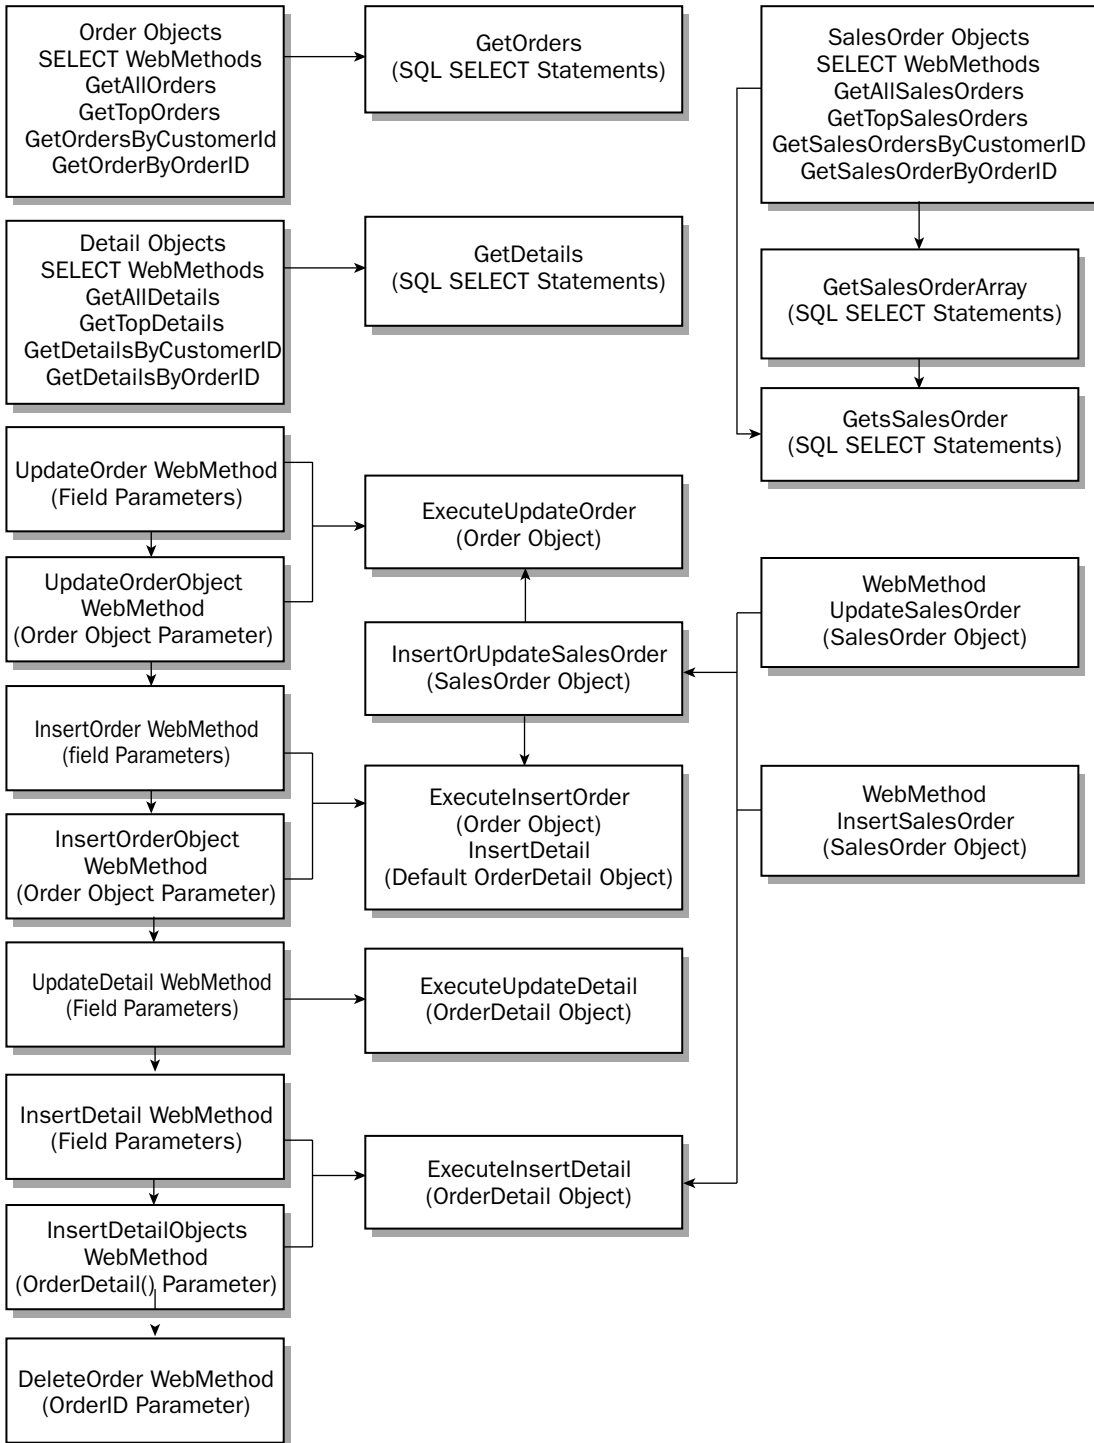 Order Objects
SELECT WebMethods
GetAllOrders
GetTopOrders
GetOrdersByCustomerId
GetOrderByOrderID
GetOrders
(SQL SELECT Statements)
SalesOrder Objects
SELECT WebMethods
GetAllSalesOrders
GetTopSalesOrders
GetSalesOrdersByCustomerID
GetSalesOrderByOrderID
Detail Objects
SELECT WebMethods
GetAllDetails
GetTopDetails
GetDetailsByCustomerID
GetDetailsByOrderID
GetDetails
(SQL SELECT Statements)
GetSalesOrderArray
(SQL SELECT Statements)
GetsSalesOrder
(SQL SELECT Statements)
UpdateOrder WebMethod
(Field Parameters)
ExecuteUpdateOrder
(Order Object)
UpdateOrderObject
WebMethod
(Order Object Parameter)
WebMethod
UpdateSalesOrder
(SalesOrder Object)
InsertOrUpdateSalesOrder
(SalesOrder Object)
InsertOrder WebMethod
(field Parameters)
ExecuteInsertOrder
(Order Object)
InsertDetail
(Default OrderDetail Object)
WebMethod
InsertSalesOrder
(SalesOrder Object)
InsertOrderObject
WebMethod
(Order Object Parameter)
UpdateDetail WebMethod
(Field Parameters)
ExecuteUpdateDetail
(OrderDetail Object)
InsertDetail WebMethod
(Field Parameters)
ExecuteInsertDetail
(OrderDetail Object)
InsertDetailObjects
WebMethod
(OrderDetail() Parameter)
DeleteOrder WebMethod
(OrderID Parameter)